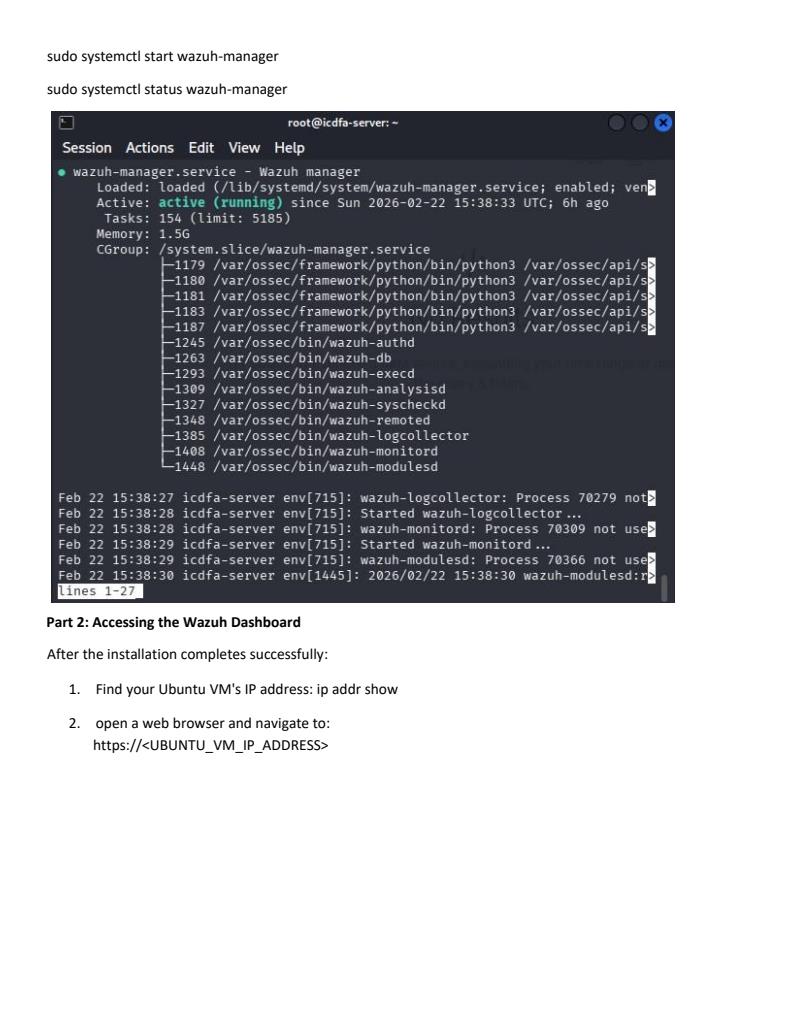 sudo systemctl start wazuh-manager
sudo systemctl status wazuh-manager
root@icdfa-server: ~
Session Actions Edit View Help
● wazuh-manager.service - Wazuh manager
Loaded: loaded (/lib/systemd/system/wazuh-manager.service; enabled; ven>
Active: active (running) since Sun 2026-02-22 15:38:33 UTC; 6h ago
Tasks: 154 (limit: 5185)
Memory: 1.5G
CGroup: /system.slice/wazuh-manager.service
├─1179 /var/ossec/framework/python/bin/python3 /var/ossec/api/s>
├─1180 /var/ossec/framework/python/bin/python3 /var/ossec/api/s>
├─1181 /var/ossec/framework/python/bin/python3 /var/ossec/api/s>
├─1183 /var/ossec/framework/python/bin/python3 /var/ossec/api/s>
├─1187 /var/ossec/framework/python/bin/python3 /var/ossec/api/s>
├─1245 /var/ossec/bin/wazuh-authd
├─1263 /var/ossec/bin/wazuh-db
├─1293 /var/ossec/bin/wazuh-execd
├─1309 /var/ossec/bin/wazuh-analysisd
├─1327 /var/ossec/bin/wazuh-syscheckd
├─1348 /var/ossec/bin/wazuh-remoted
├─1385 /var/ossec/bin/wazuh-logcollector
├─1408 /var/ossec/bin/wazuh-monitord
└─1448 /var/ossec/bin/wazuh-modulesd
Feb 22 15:38:27 icdfa-server env[715]: wazuh-logcollector: Process 70279 not>
Feb 22 15:38:28 icdfa-server env[715]: Started wazuh-logcollector...
Feb 22 15:38:28 icdfa-server env[715]: wazuh-monitord: Process 70309 not use>
Feb 22 15:38:29 icdfa-server env[715]: Started wazuh-monitord...
Feb 22 15:38:29 icdfa-server env[715]: wazuh-modulesd: Process 70366 not use>
Feb 22 15:38:30 icdfa-server env[1445]: 2026/02/22 15:38:30 wazuh-modulesd:r>
lines 1-27
Part 2: Accessing the Wazuh Dashboard
After the installation completes successfully:
1. Find your Ubuntu VM's IP address: ip addr show
2. open a web browser and navigate to:
https://<UBUNTU_VM_IP_ADDRESS>